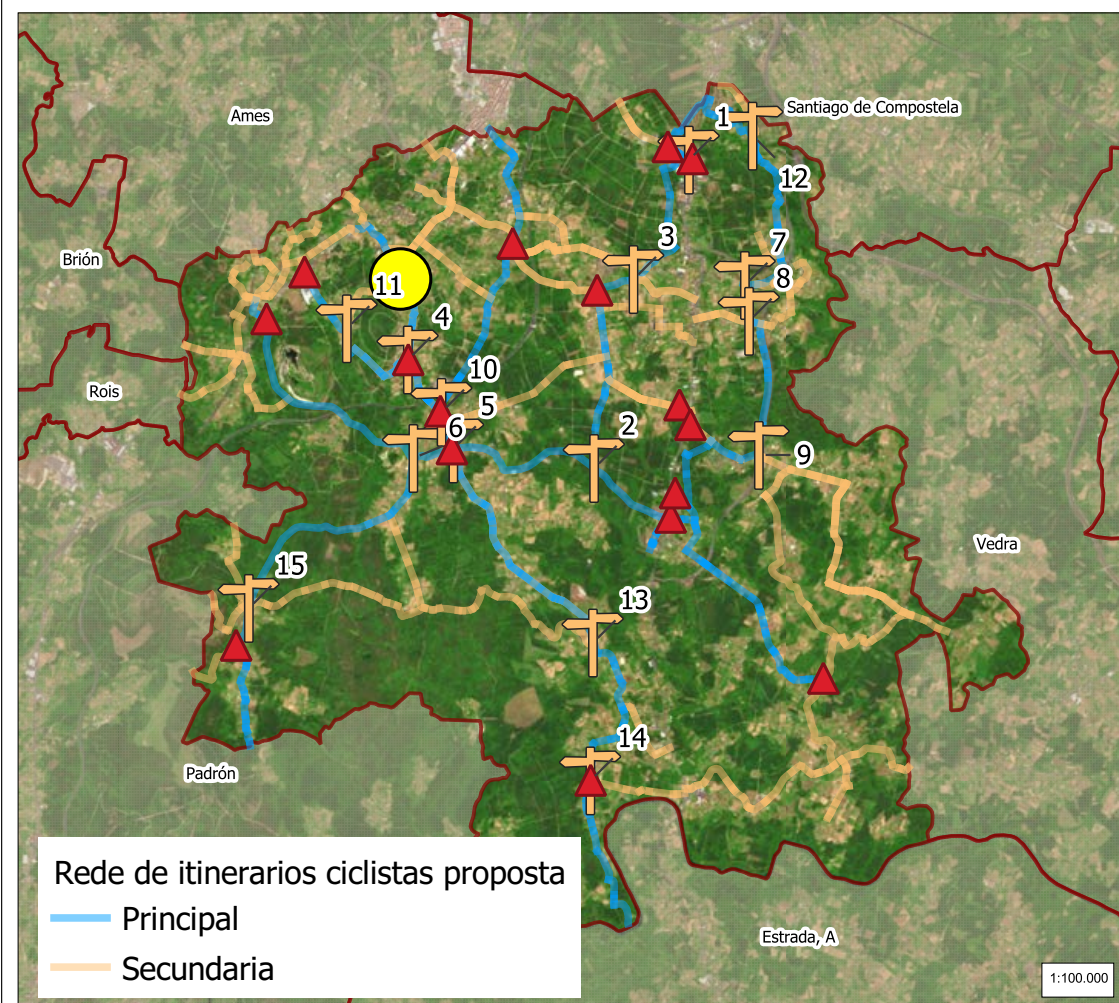 Ames
Santiago de Compostela
1
12
3
7
Brión
8
11
4
Rois
10
5
6
2
9
Vedra
15
13
14
Padrón
Rede de itinerarios ciclistas proposta
Principal
Secundaria
Estrada, A
1:100.000